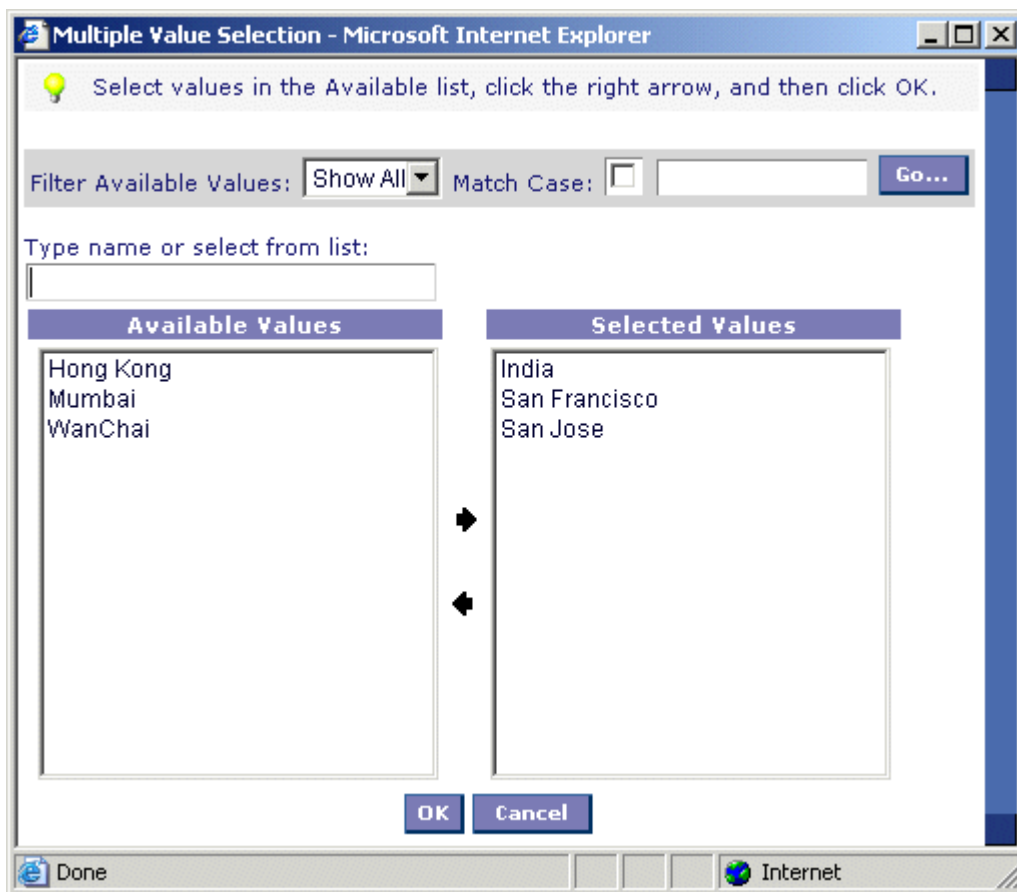 Multiple Value Selection - Microsoft Internet Explorer
Select values in the Available list, click the right arrow, and then click OK.
Filter Available Values: Show All Match Case: Go...
Type name or select from list:
Available Values
Selected Values
Hong Kong
Mumbai
WanChai
India
San Francisco
San Jose
OK Cancel
Done Internet